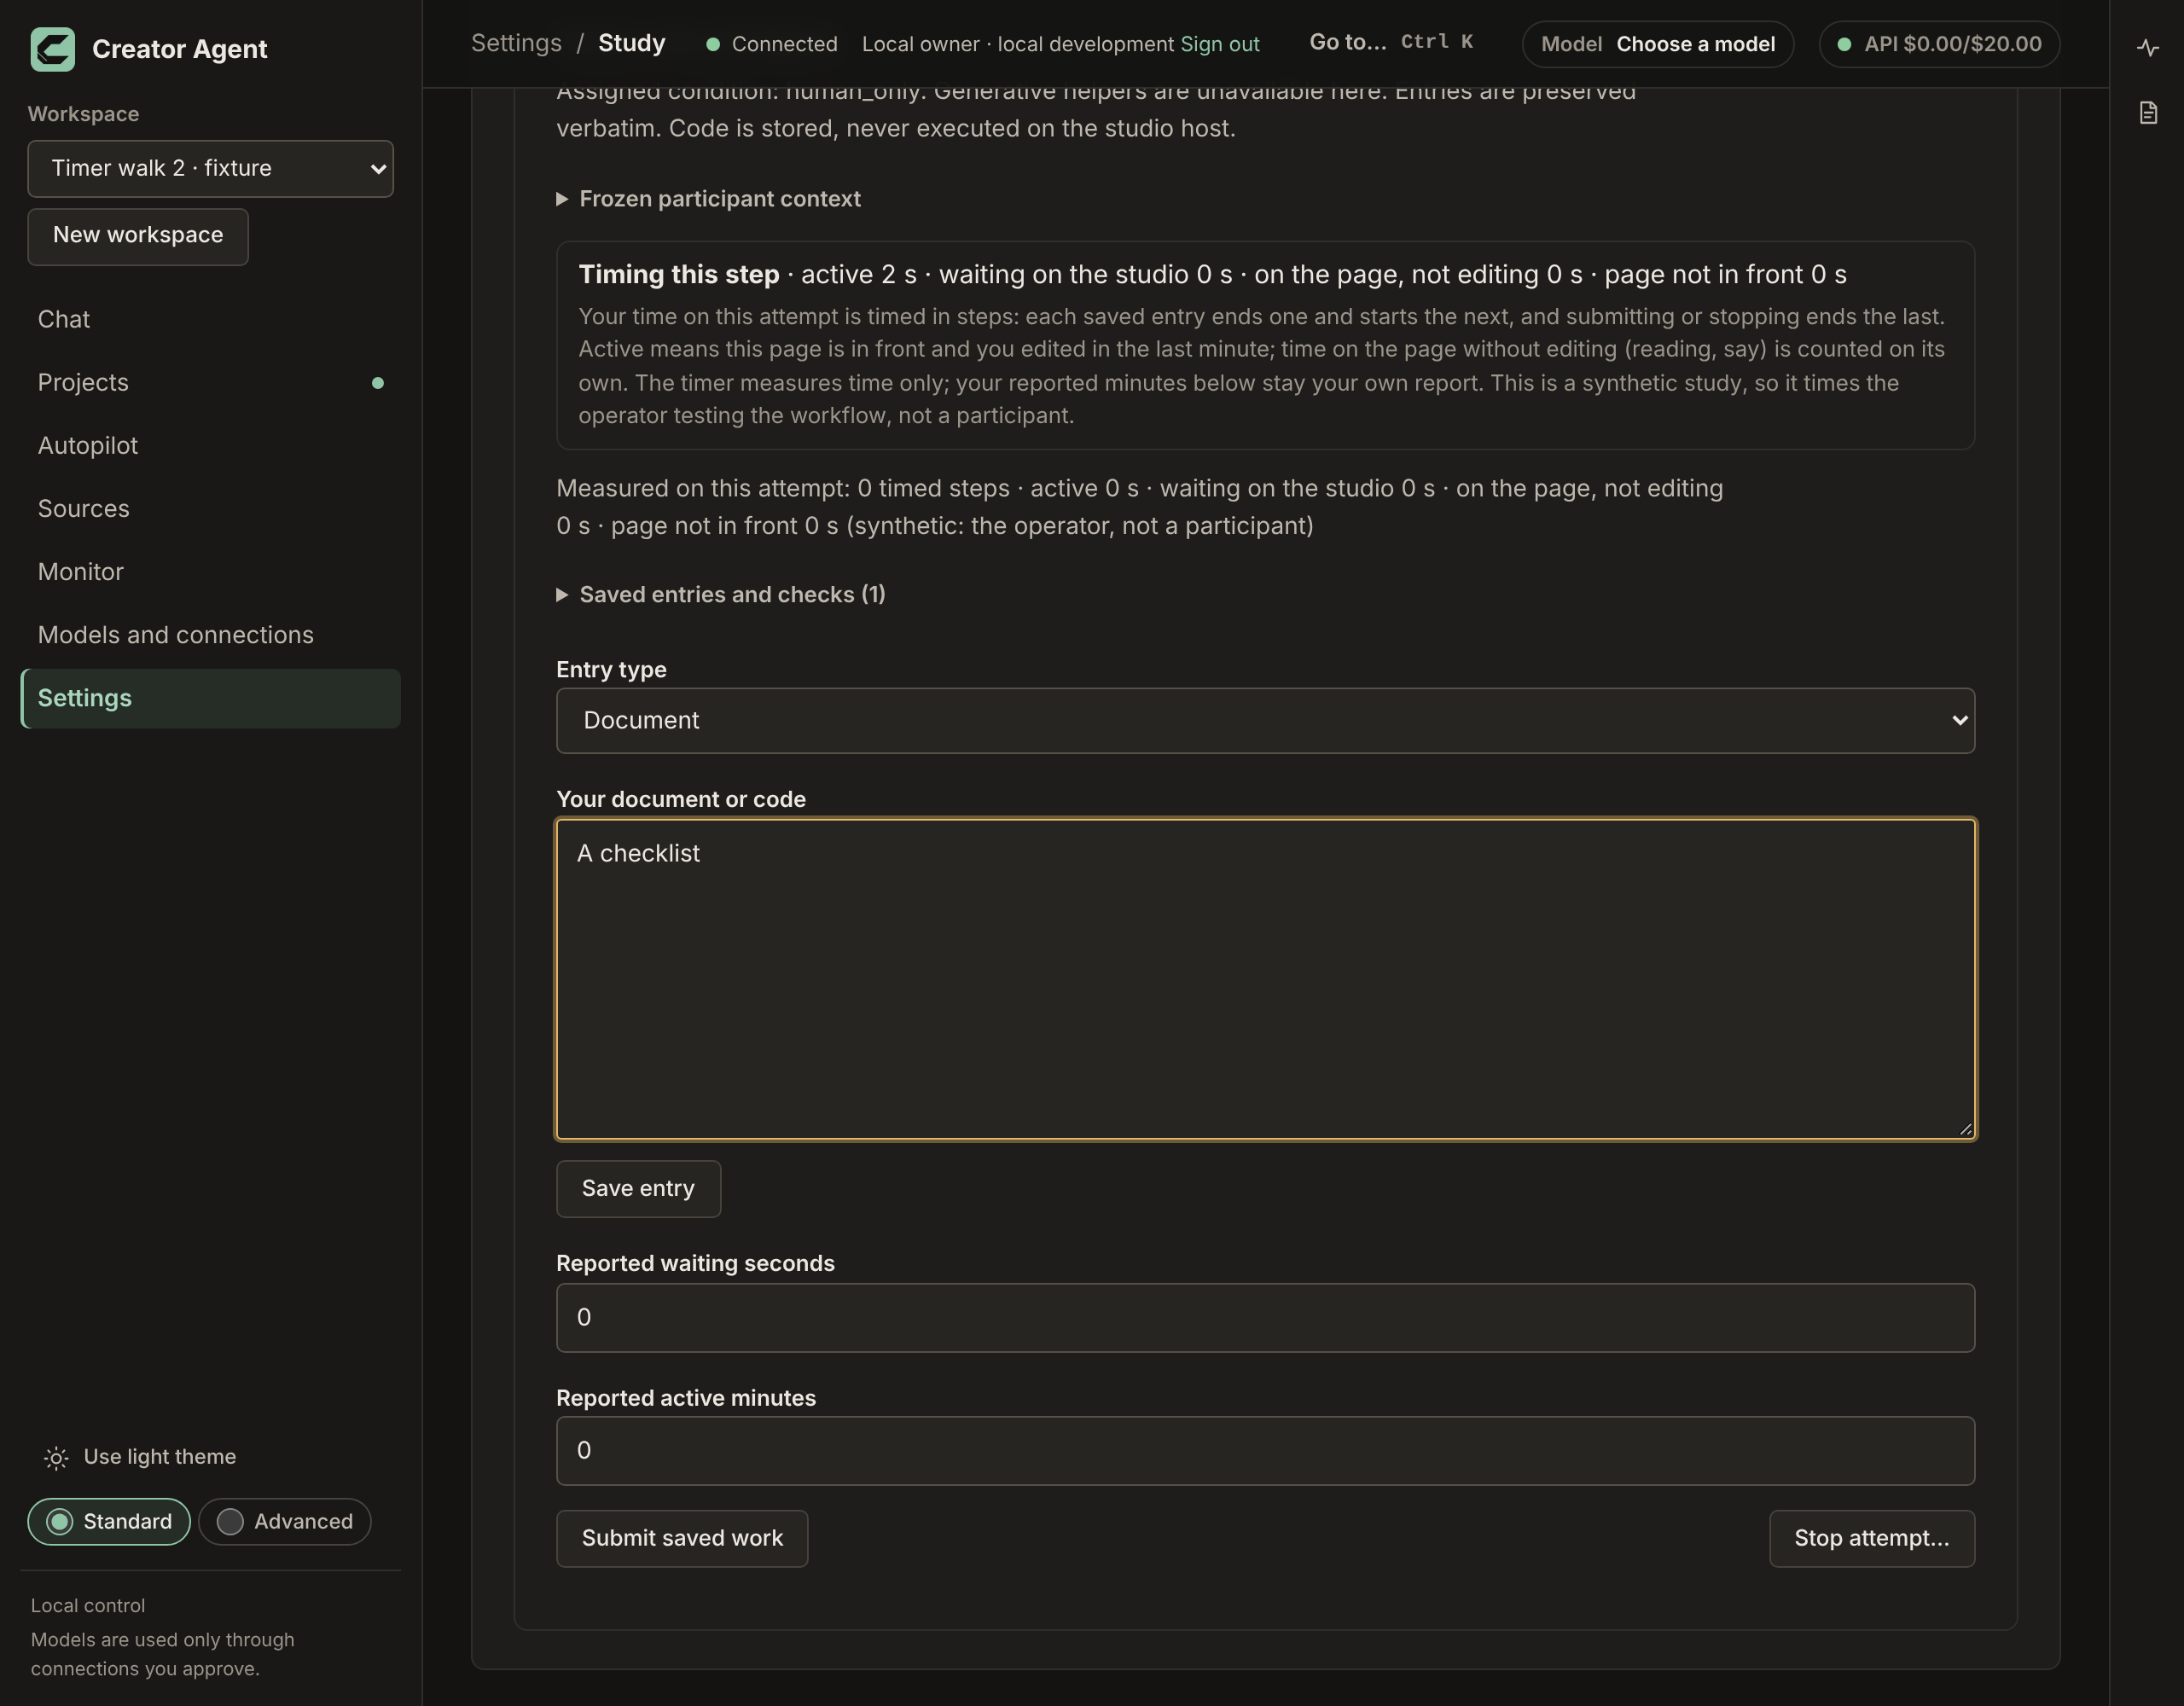 Creator Agent
Workspace
Timer walk 2 · fixture
New workspace
Chat
Projects
Autopilot
Sources
Monitor
Models and connections
Settings
Use light theme
Standard
Advanced
Local control
Models are used only through
connections you approve.
Settings / Study
Connected
Local owner · local development Sign out
Go to... Ctrl K
Model Choose a model
API $0.00/$20.00
Assigned condition: human_only. Generative helpers are unavailable here. Entries are preserved
verbatim. Code is stored, never executed on the studio host.
Frozen participant context
Timing this step · active 2 s · waiting on the studio 0 s · on the page, not editing 0 s · page not in front 0 s
Your time on this attempt is timed in steps: each saved entry ends one and starts the next, and submitting or stopping ends the last.
Active means this page is in front and you edited in the last minute; time on the page without editing (reading, say) is counted on its
own. The timer measures time only; your reported minutes below stay your own report. This is a synthetic study, so it times the
operator testing the workflow, not a participant.
Measured on this attempt: 0 timed steps · active 0 s · waiting on the studio 0 s · on the page, not editing
0 s · page not in front 0 s (synthetic: the operator, not a participant)
Saved entries and checks (1)
Entry type
Document
Your document or code
A checklist
Save entry
Reported waiting seconds
0
Reported active minutes
0
Submit saved work
Stop attempt...